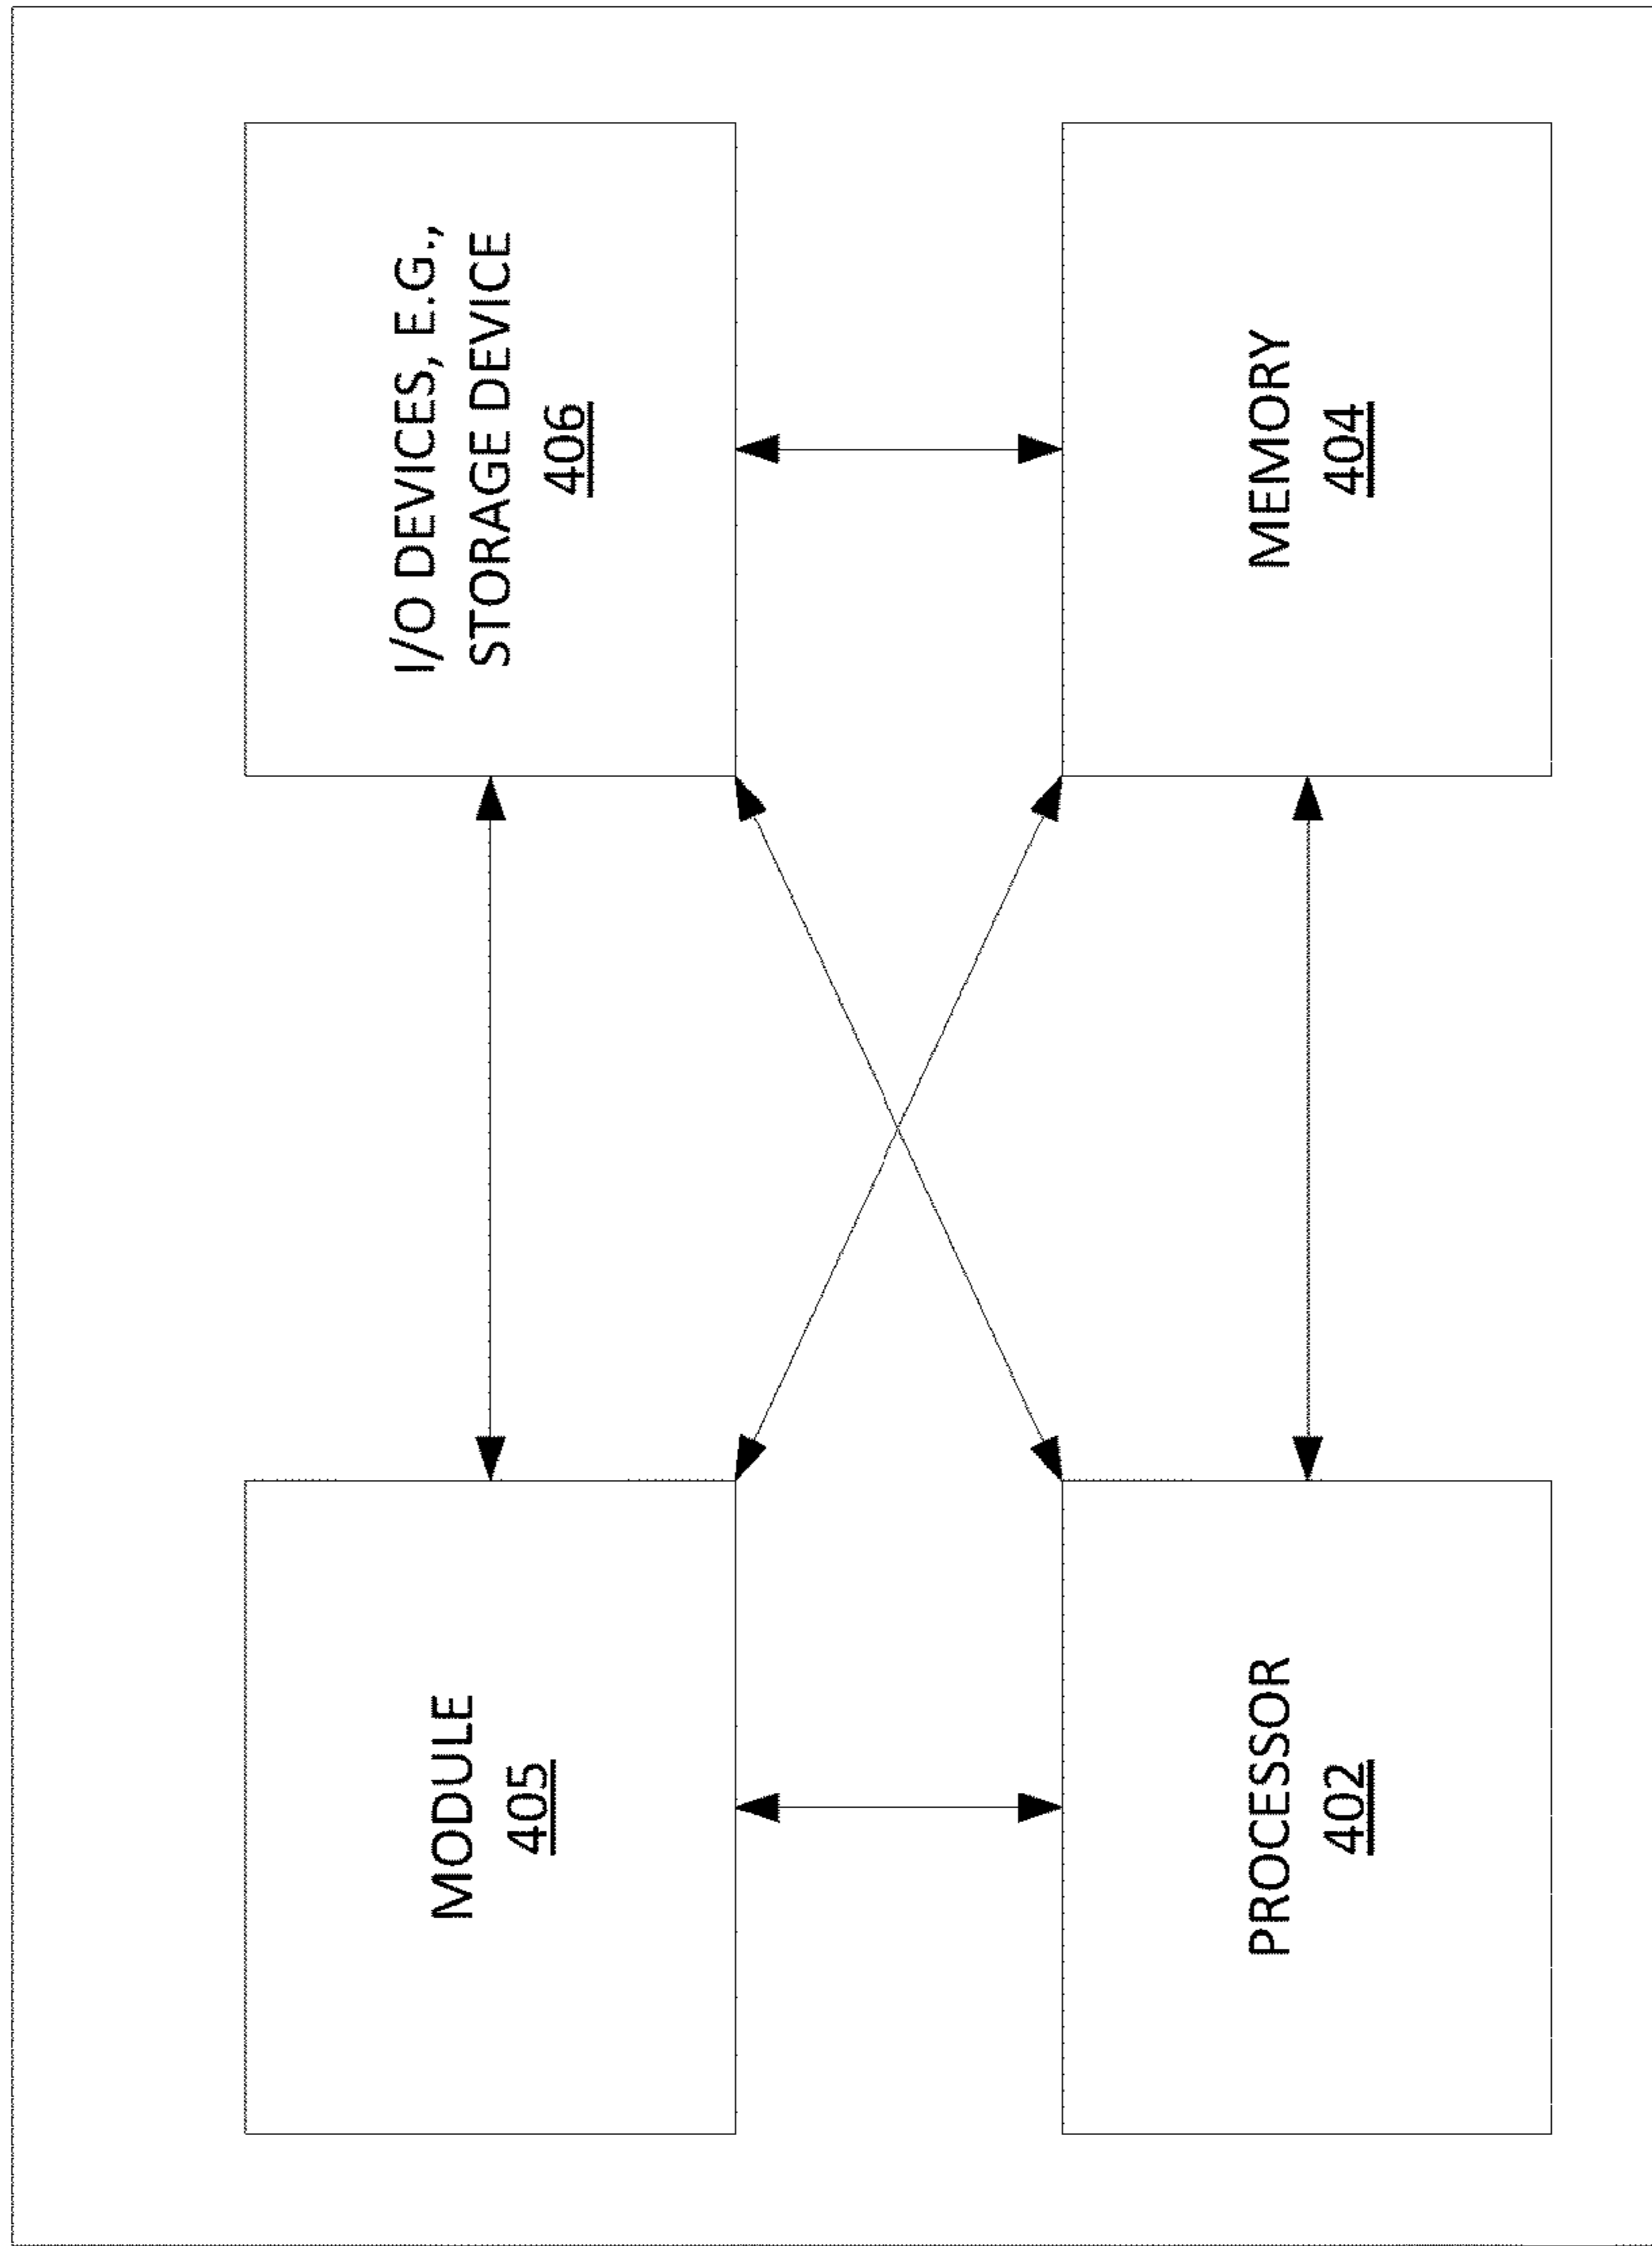 MODULE
405
I/O DEVICES, E.G.,
STORAGE DEVICE
406
PROCESSOR
402
MEMORY
404